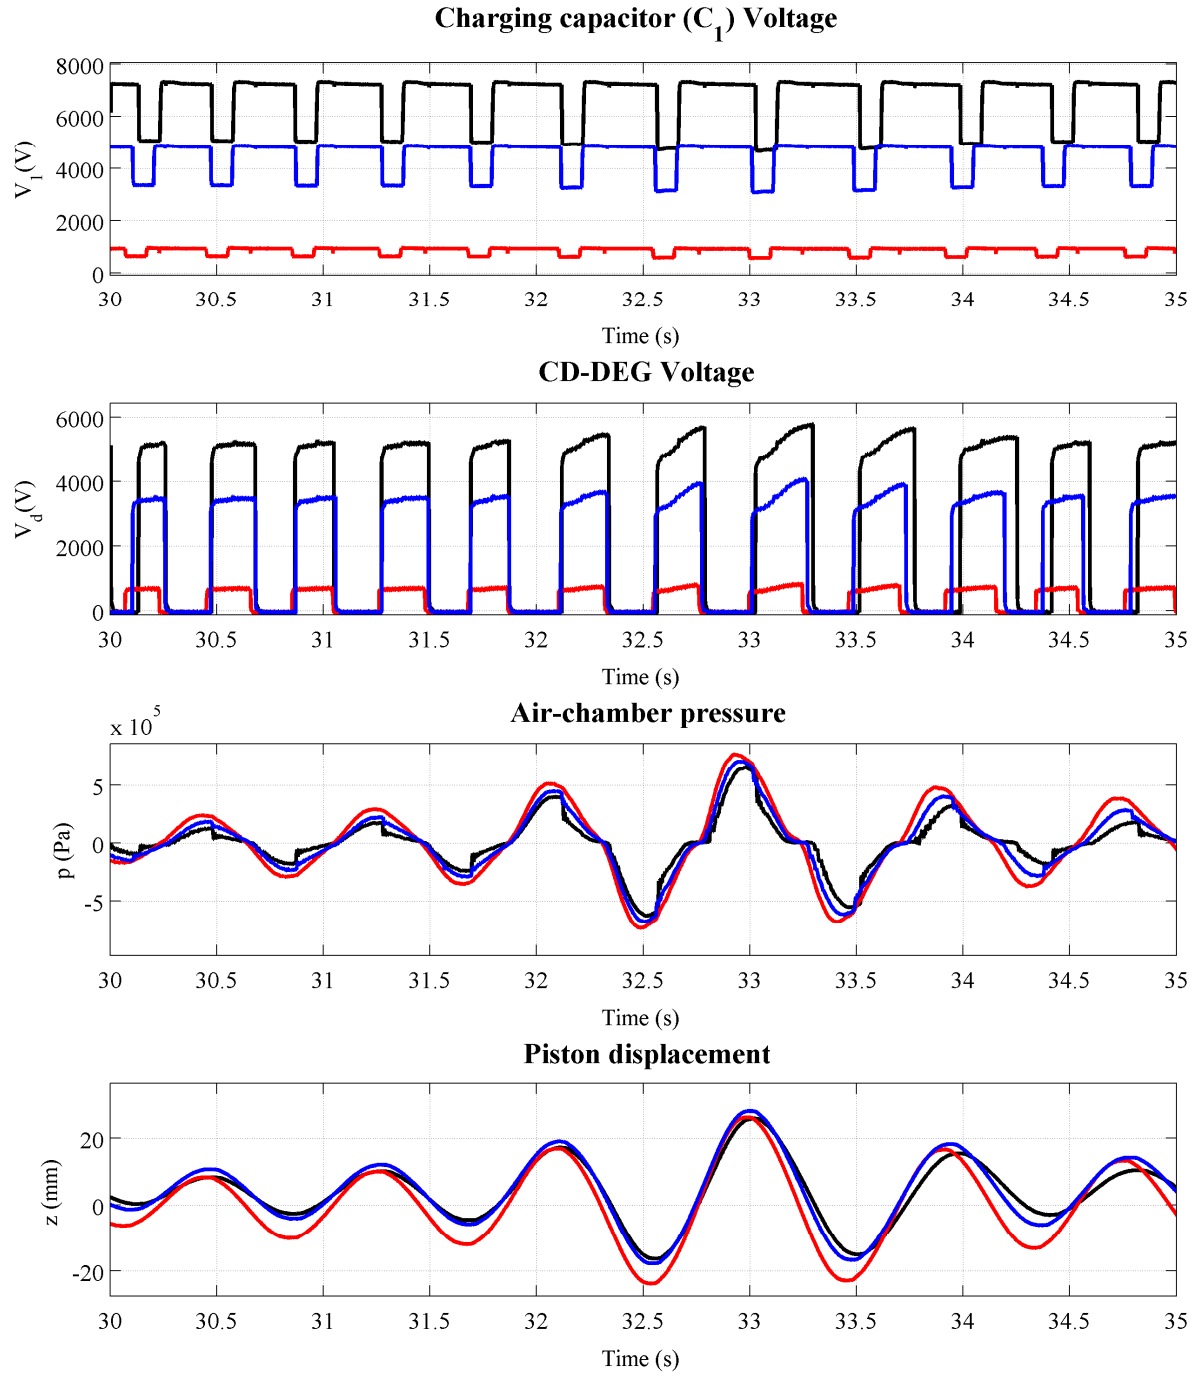 Charging capacitor (C1) Voltage
8000
6000
4000
2000
0
V1(V)
30 30.5 31 31.5 32 32.5 33 33.5 34 34.5 35
Time (s)
CD-DEG Voltage
6000
4000
2000
0
Vd(V)
30 30.5 31 31.5 32 32.5 33 33.5 34 34.5 35
Time (s)
Air-chamber pressure
x 10^5
5
0
-5
p (Pa)
30 30.5 31 31.5 32 32.5 33 33.5 34 34.5 35
Time (s)
Piston displacement
20
0
-20
z (mm)
30 30.5 31 31.5 32 32.5 33 33.5 34 34.5 35
Time (s)